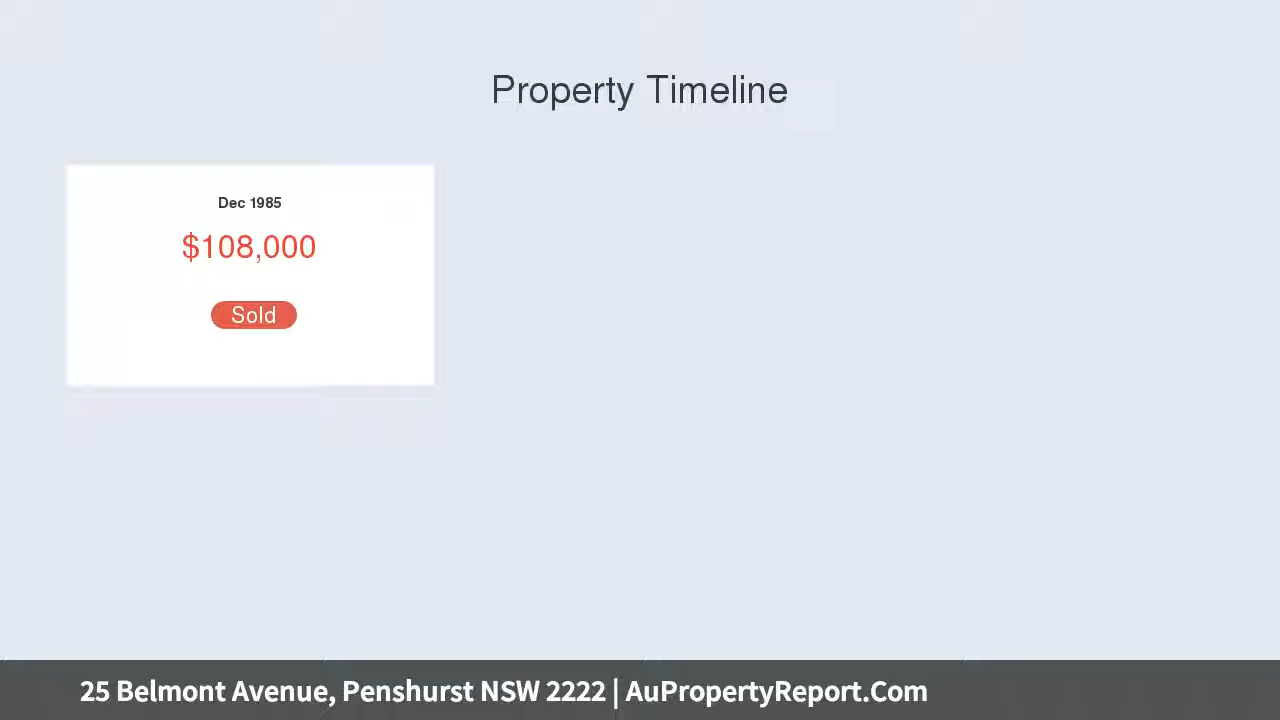 Property Timeline
Dec 1985
$108,000
Sold
25 Belmont Avenue, Penshurst NSW 2222 | AuPropertyReport.Com